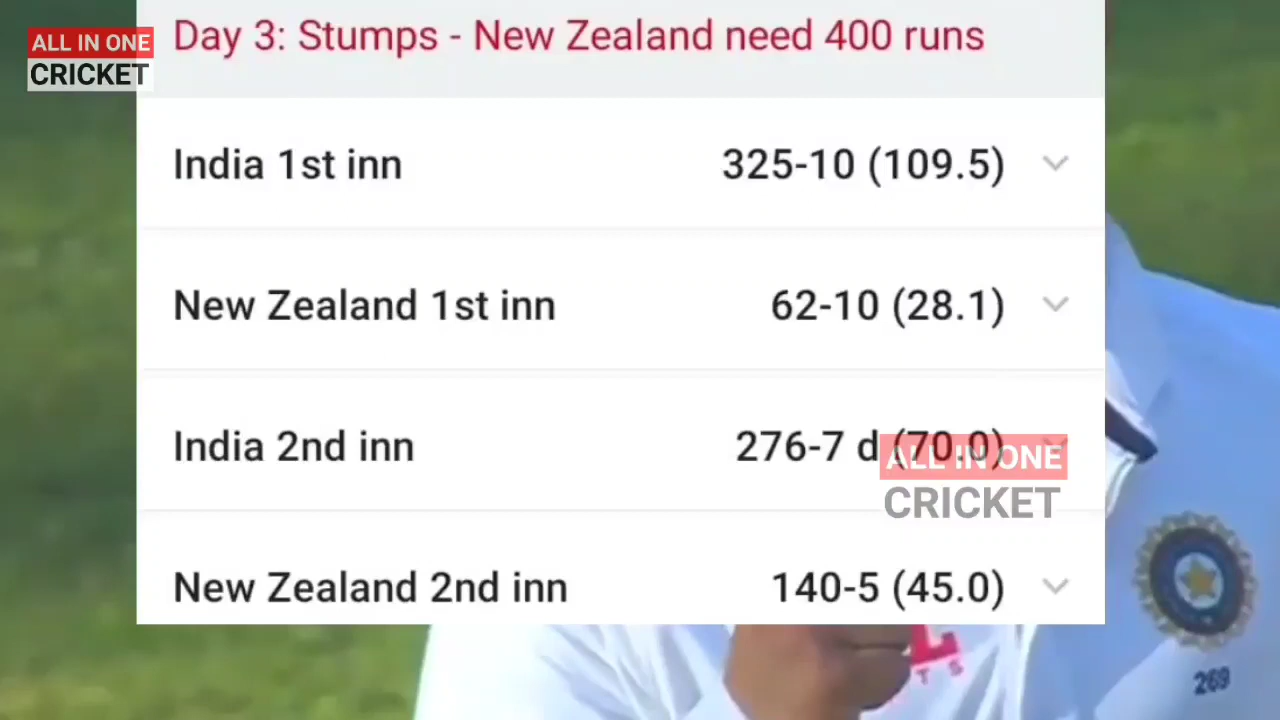 ALL IN ONE
CRICKET
Day 3: Stumps - New Zealand need 400 runs
India 1st inn 325-10 (109.5)
New Zealand 1st inn 62-10 (28.1)
India 2nd inn 276-7 d (70.0)
ALL IN ONE
CRICKET
New Zealand 2nd inn 140-5 (45.0)
L
TS
269